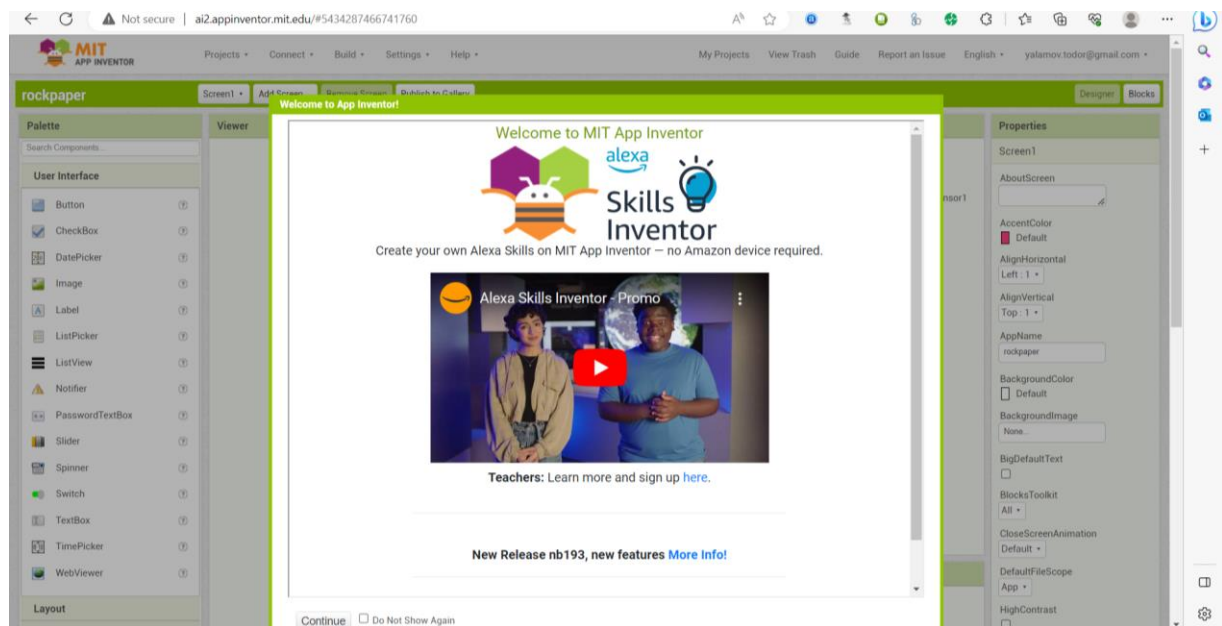 Not secure | ai2.appinventor.mit.edu/#5434287466741760
MIT
APP INVENTOR
Projects Connect Build Settings Help
My Projects View Trash Guide Report an Issue English yalamov.todor@gmail.com
rockpaper
Screen1 Add Screen Remove Screen Publish to Gallery
Designer Blocks
Welcome to App Inventor!
Palette
Search Components...
User Interface
Button
CheckBox
DatePicker
Image
Label
ListPicker
ListView
Notifier
PasswordTextBox
Slider
Spinner
Switch
TextBox
TimePicker
WebViewer
Layout
Viewer
Welcome to MIT App Inventor
alexa
Skills
Inventor
Create your own Alexa Skills on MIT App Inventor — no Amazon device required.
Alexa Skills Inventor - Promo
Teachers: Learn more and sign up here.
New Release nb193, new features More Info!
Continue Do Not Show Again
nsor1
Properties
Screen1
AboutScreen
AccentColor
Default
AlignHorizontal
Left : 1
AlignVertical
Top : 1
AppName
rockpaper
BackgroundColor
Default
BackgroundImage
None...
BigDefaultText
BlocksToolkit
All
CloseScreenAnimation
Default
DefaultFileScope
App
HighContrast